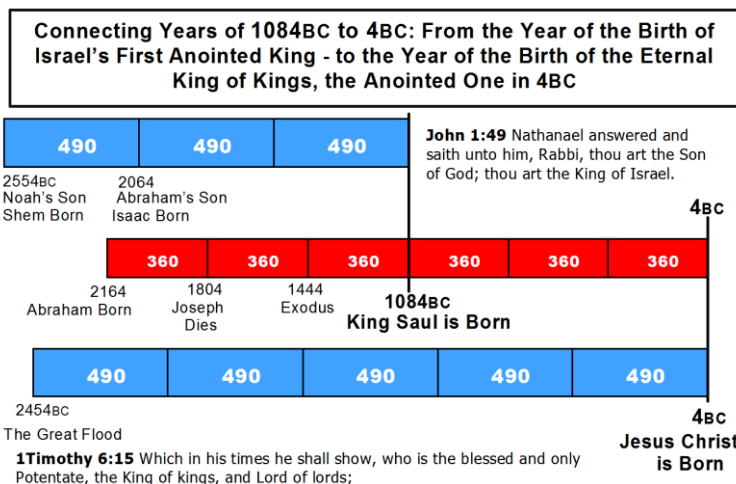 Connecting Years of 1084BC to 4BC: From the Year of the Birth of
Israel's First Anointed King - to the Year of the Birth of the Eternal
King of Kings, the Anointed One in 4BC
490 490 490
John 1:49 Nathanael answered and
saith unto him, Rabbi, thou art the Son
of God; thou art the King of Israel.
2554BC
Noah's Son
Shem Born
2064
Abraham's Son
Isaac Born
4BC
360 360 360 360 360 360
2164
Abraham Born
1804
Joseph
Dies
1444
Exodus
1084BC
King Saul is Born
490 490 490 490 490
2454BC
The Great Flood
4BC
Jesus Christ
is Born
1Timothy 6:15 Which in his times he shall show, who is the blessed and only
Potentate, the King of kings, and Lord of lords;